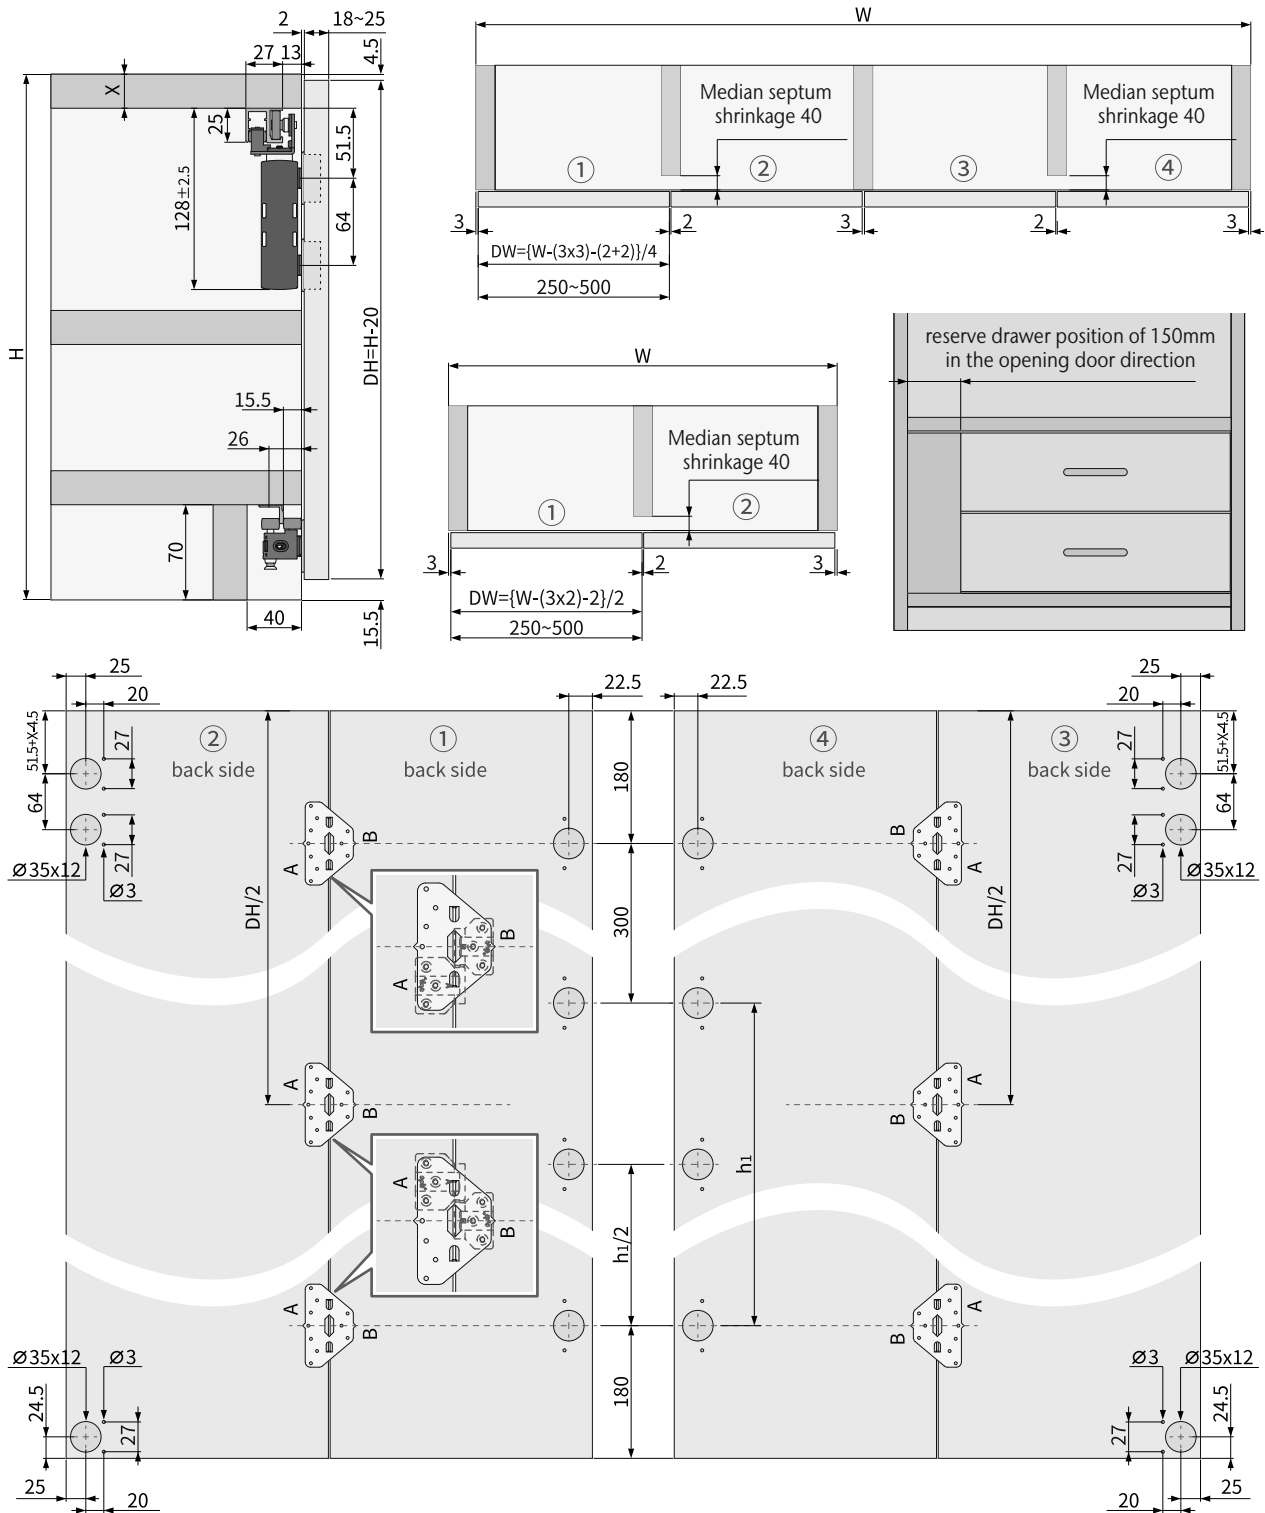 2
18~25
27
13
4.5
X
25
51.5
128±2.5
64
H
DH=H-20
15.5
26
70
40
15.5
W
Median septum
shrinkage 40
Median septum
shrinkage 40
①
②
③
④
3
2
3
2
3
DW={W-(3x3)-(2+2)}/4
250~500
W
Median septum
shrinkage 40
①
②
3
2
3
DW={W-(3x2)-2}/2
250~500
reserve drawer position of 150mm
in the opening door direction
25
20
22.5
22.5
25
20
51.5+X-4.5
27
②
back side
①
back side
180
④
back side
③
back side
27
51.5+X-4.5
64
27
Ø35x12
Ø3
A
B
DH/2
300
B
A
DH/2
64
27
Ø3
Ø35x12
A
B
A
B
h1
B
A
A
B
h1/2
A
B
B
A
Ø35x12
Ø3
180
Ø3
Ø35x12
24.5
27
27
24.5
25
20
20
25